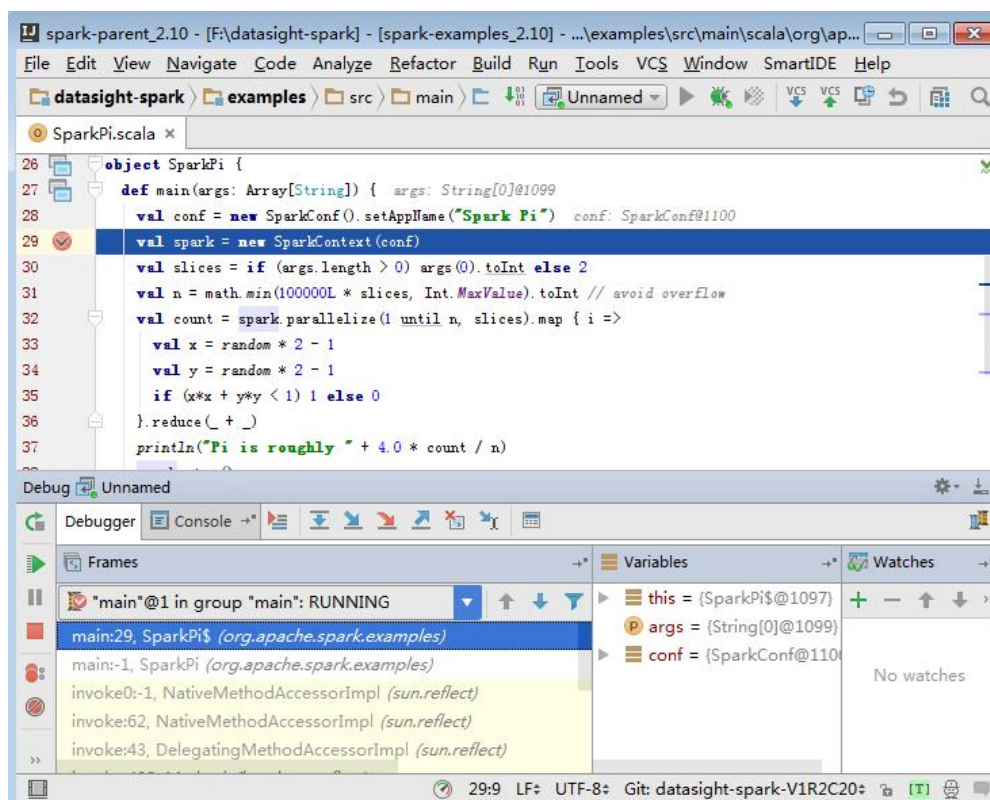 spark-parent_2.10 - [F:\datasight-spark] - [spark-examples_2.10] - ...\examples\src\main\scala\org\ap...
File Edit View Navigate Code Analyze Refactor Build Run Tools VCS Window SmartIDE Help
datasight-spark examples src main Unnamed VCS VCS
SparkPi.scala ×
26 object SparkPi {
27 def main(args: Array[String]) { args: String[0]@1099
28 val conf = new SparkConf().setAppName("Spark Pi") conf: SparkConf@1100
29 val spark = new SparkContext(conf)
30 val slices = if (args.length > 0) args(0).toInt else 2
31 val n = math.min(100000L * slices, Int.MaxValue).toInt // avoid overflow
32 val count = spark.parallelize(1 until n, slices).map { i =>
33 val x = random * 2 - 1
34 val y = random * 2 - 1
35 if (x*x + y*y < 1) 1 else 0
36 }.reduce(_ + _)
37 println("Pi is roughly " + 4.0 * count / n)
Debug Unnamed
Debugger Console
Frames Variables Watches
"main"@1 in group "main": RUNNING
main:29, SparkPi$ (org.apache.spark.examples)
main:-1, SparkPi (org.apache.spark.examples)
invoke0:-1, NativeMethodAccessorImpl (sun.reflect)
invoke:62, NativeMethodAccessorImpl (sun.reflect)
invoke:43, DelegatingMethodAccessorImpl (sun.reflect)
this = {SparkPi$@1097}
args = {String[0]@1099}
conf = {SparkConf@110
No watches
29:9 LF UTF-8 Git: datasight-spark-V1R2C20 [T]